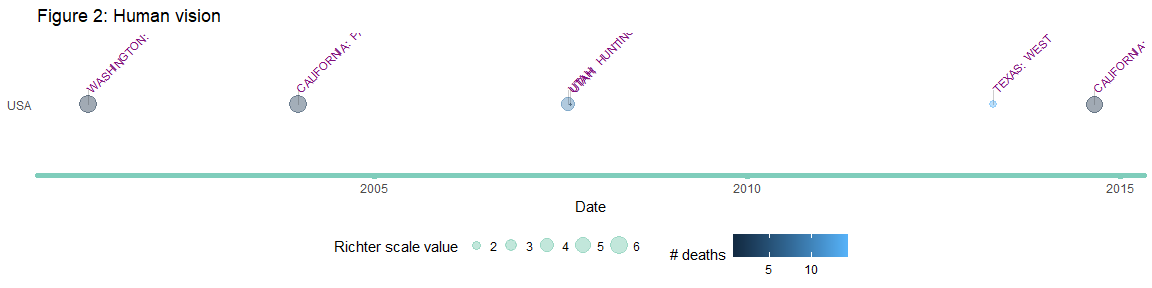 Figure 2: Human vision
WASHINGTON:
CALIFORNIA:
UTAH HUNTING
TEXAS: WEST
CALIFORNIA:
USA
2005 2010 2015
Date
Richter scale value 2 3 4 5 6 # deaths 5 10